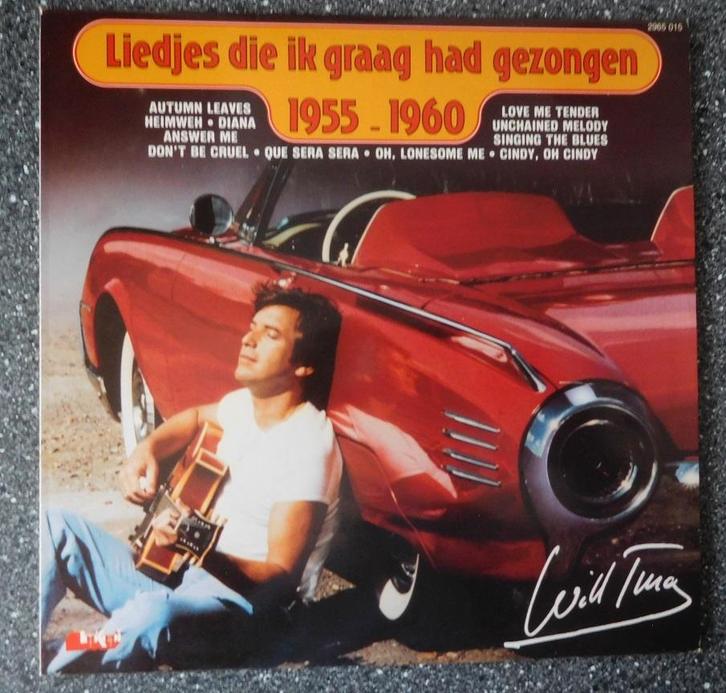 2965 015
Liedjes die ik graag had gezongen
1955 - 1960
AUTUMN LEAVES
HEIMWEH • DIANA
ANSWER ME
LOVE ME TENDER
UNCHAINED MELODY
SINGING THE BLUES
DON'T BE CRUEL • QUE SERA SERA • OH, LONESOME ME • CINDY, OH CINDY
Will Tura